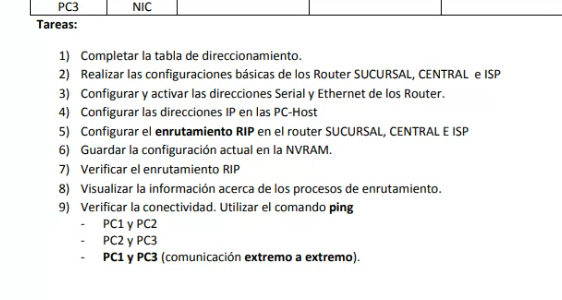 PC3 NIC
Tareas:
1) Completar la tabla de direccionamiento.
2) Realizar las configuraciones básicas de los Router SUCURSAL, CENTRAL e ISP
3) Configurar y activar las direcciones Serial y Ethernet de los Router.
4) Configurar las direcciones IP en las PC-Host
5) Configurar el enrutamiento RIP en el router SUCURSAL, CENTRAL E ISP
6) Guardar la configuración actual en la NVRAM.
7) Verificar el enrutamiento RIP
8) Visualizar la información acerca de los procesos de enrutamiento.
9) Verificar la conectividad. Utilizar el comando ping
- PC1 y PC2
- PC2 y PC3
- PC1 y PC3 (comunicación extremo a extremo).